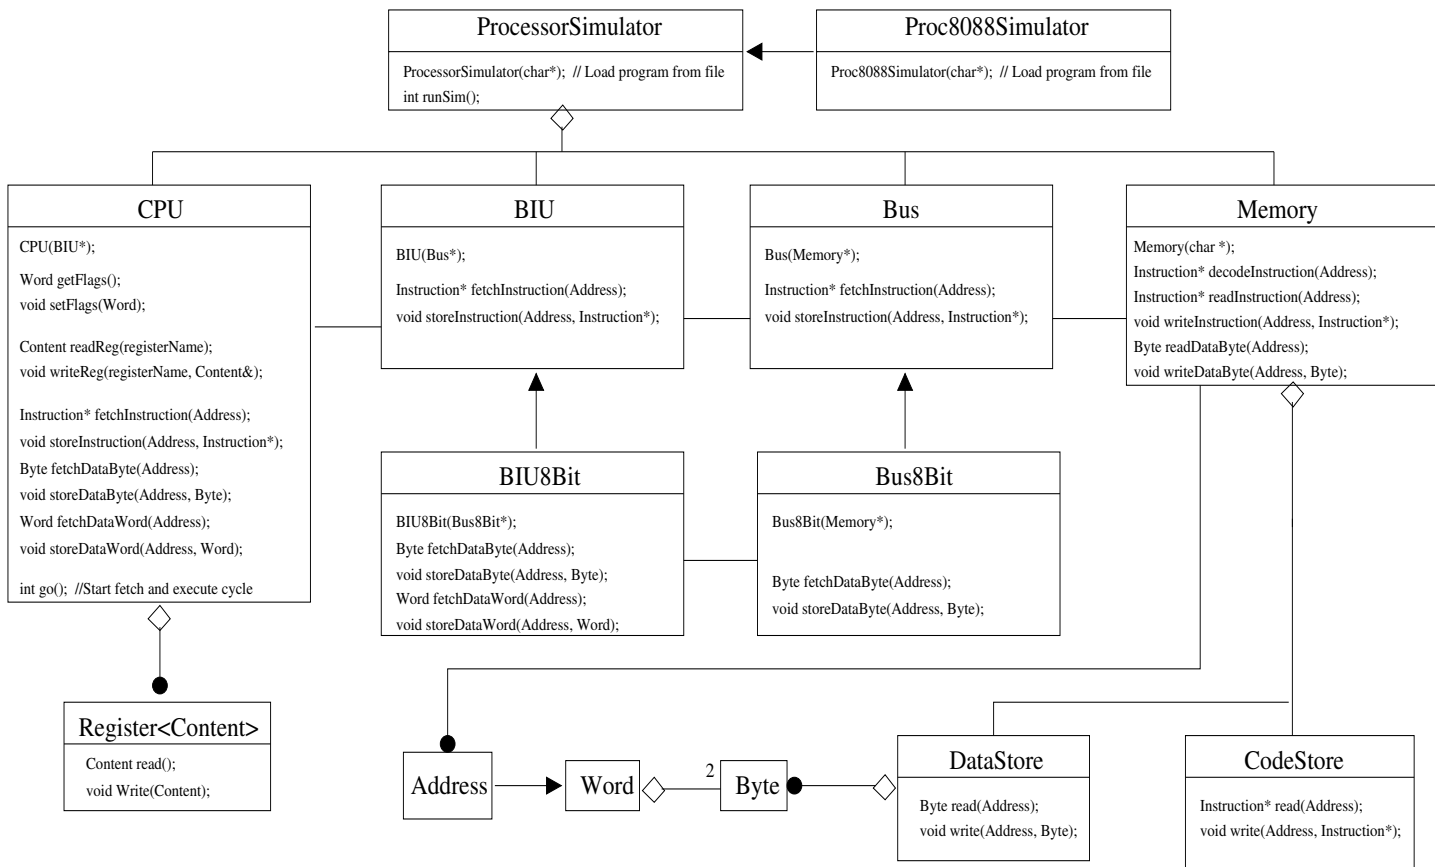 ProcessorSimulator
ProcessorSimulator(char*);  // Load program from file
int runSim();
Proc8088Simulator
Proc8088Simulator(char*);  // Load program from file
CPU
CPU(BIU*);
Word getFlags();
void setFlags(Word);
Content readReg(registerName);
void writeReg(registerName, Content&);
Instruction* fetchInstruction(Address);
void storeInstruction(Address, Instruction*);
Byte fetchDataByte(Address);
void storeDataByte(Address, Byte);
Word fetchDataWord(Address);
void storeDataWord(Address, Word);
int go();  //Start fetch and execute cycle
BIU
BIU(Bus*);
Instruction* fetchInstruction(Address);
void storeInstruction(Address, Instruction*);
Bus
Bus(Memory*);
Instruction* fetchInstruction(Address);
void storeInstruction(Address, Instruction*);
Memory
Memory(char *);
Instruction* decodeInstruction(Address);
Instruction* readInstruction(Address);
void writeInstruction(Address, Instruction*);
Byte readDataByte(Address);
void writeDataByte(Address, Byte);
BIU8Bit
BIU8Bit(Bus8Bit*);
Byte fetchDataByte(Address);
void storeDataByte(Address, Byte);
Word fetchDataWord(Address);
void storeDataWord(Address, Word);
Bus8Bit
Bus8Bit(Memory*);
Byte fetchDataByte(Address);
void storeDataByte(Address, Byte);
Register<Content>
Content read();
void Write(Content);
Address
Word
2
Byte
DataStore
Byte read(Address);
void write(Address, Byte);
CodeStore
Instruction* read(Address);
void write(Address, Instruction*);